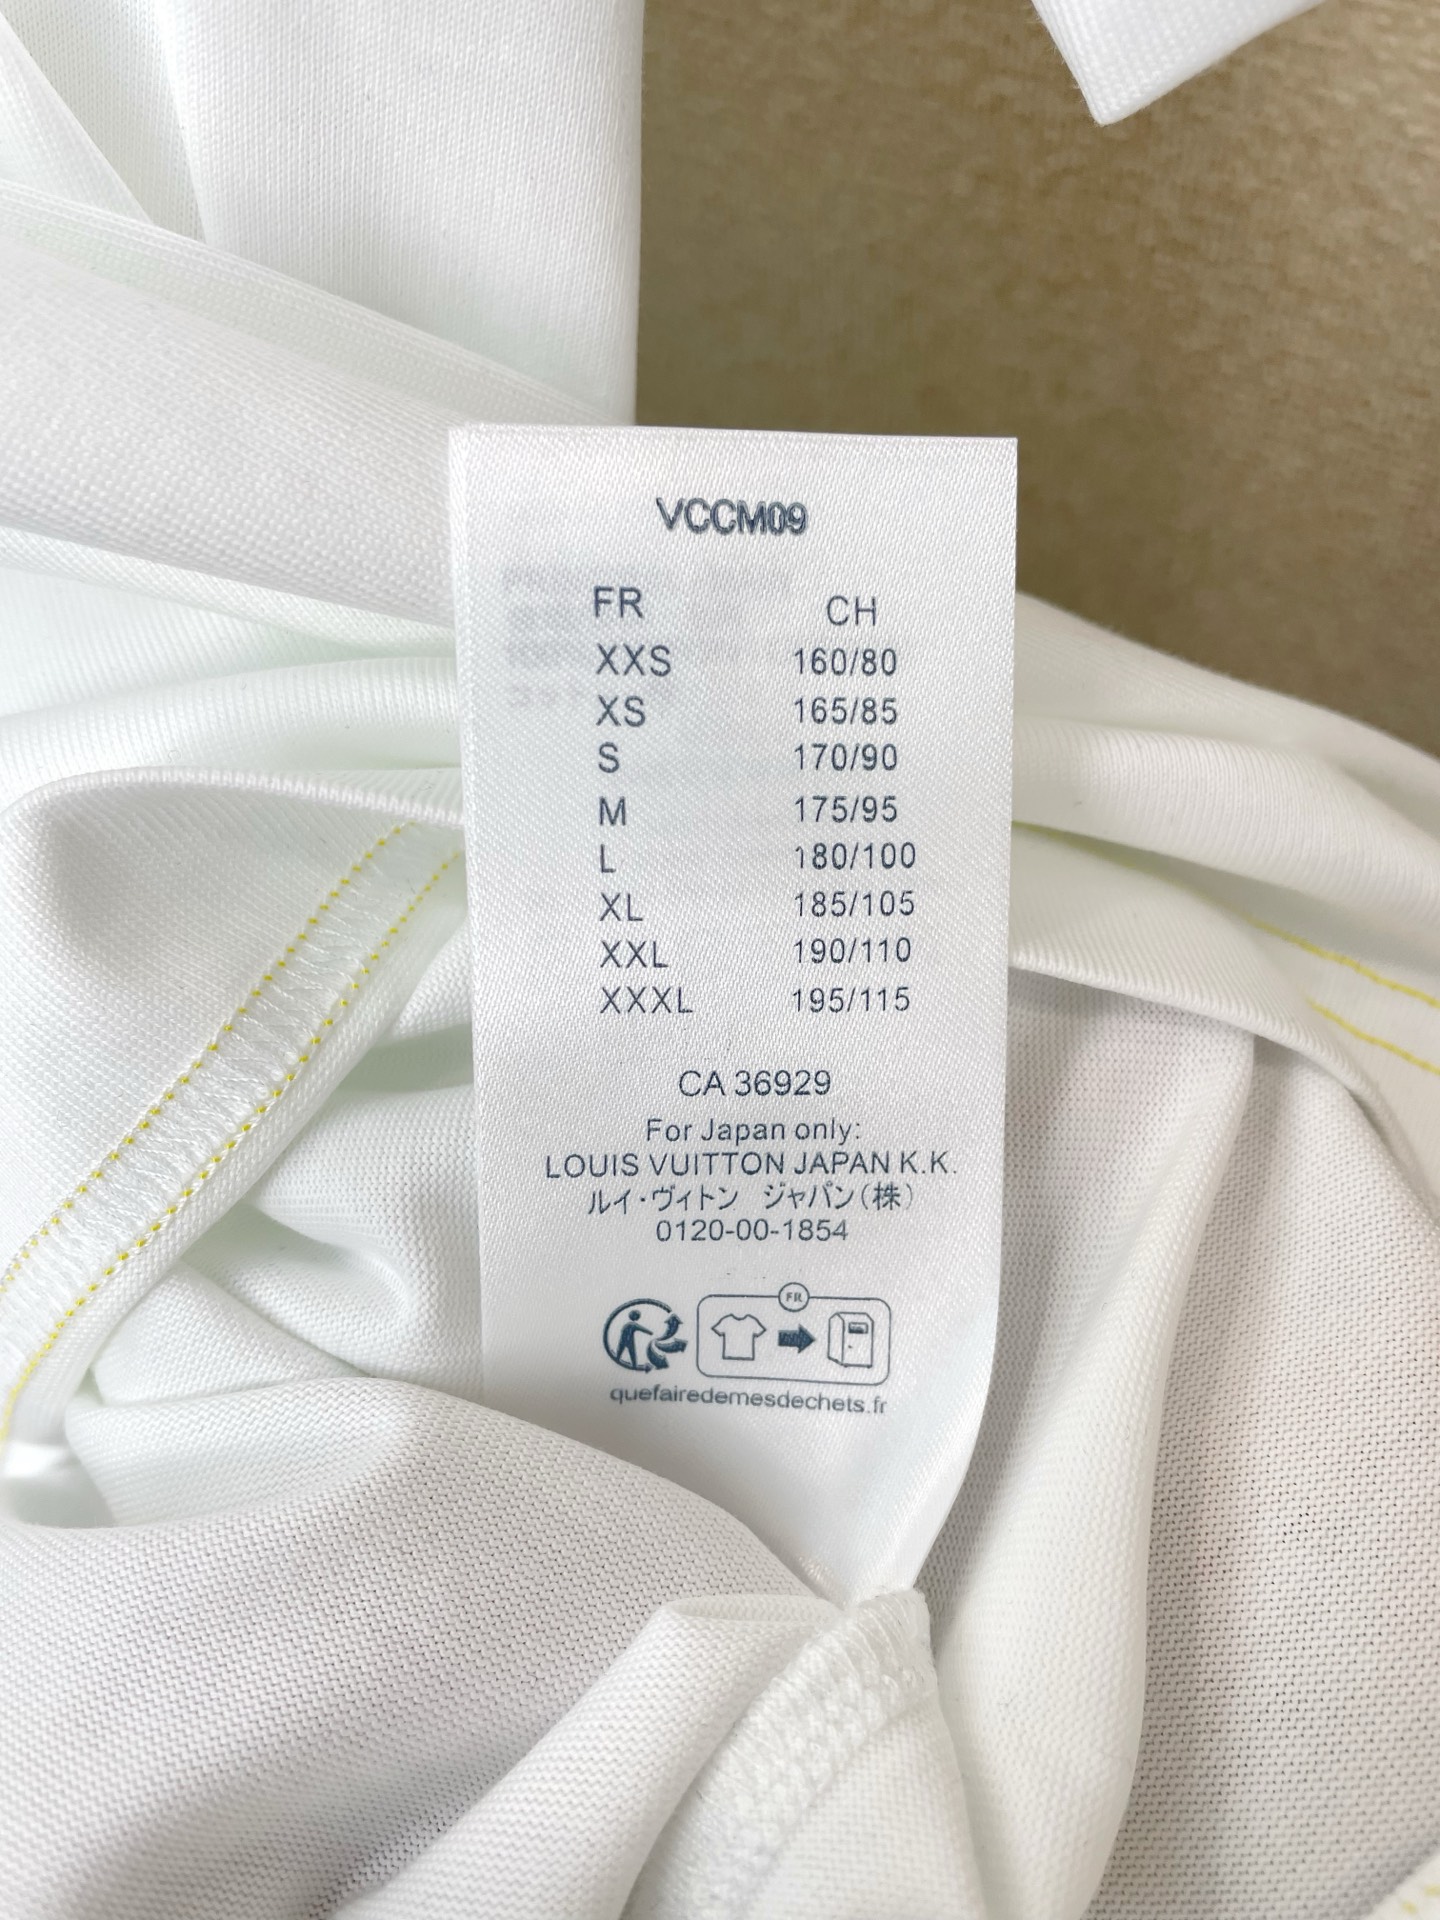 VCCM09
FR CH
XXS 160/80
XS 165/85
S 170/90
M 175/95
L 180/100
XL 185/105
XXL 190/110
XXXL 195/115
CA 36929
For Japan only:
LOUIS VUITTON JAPAN K.K.
ルイ・ヴィトン ジャパン(株)
0120-00-1854
FR
quefairedemesdechets.fr